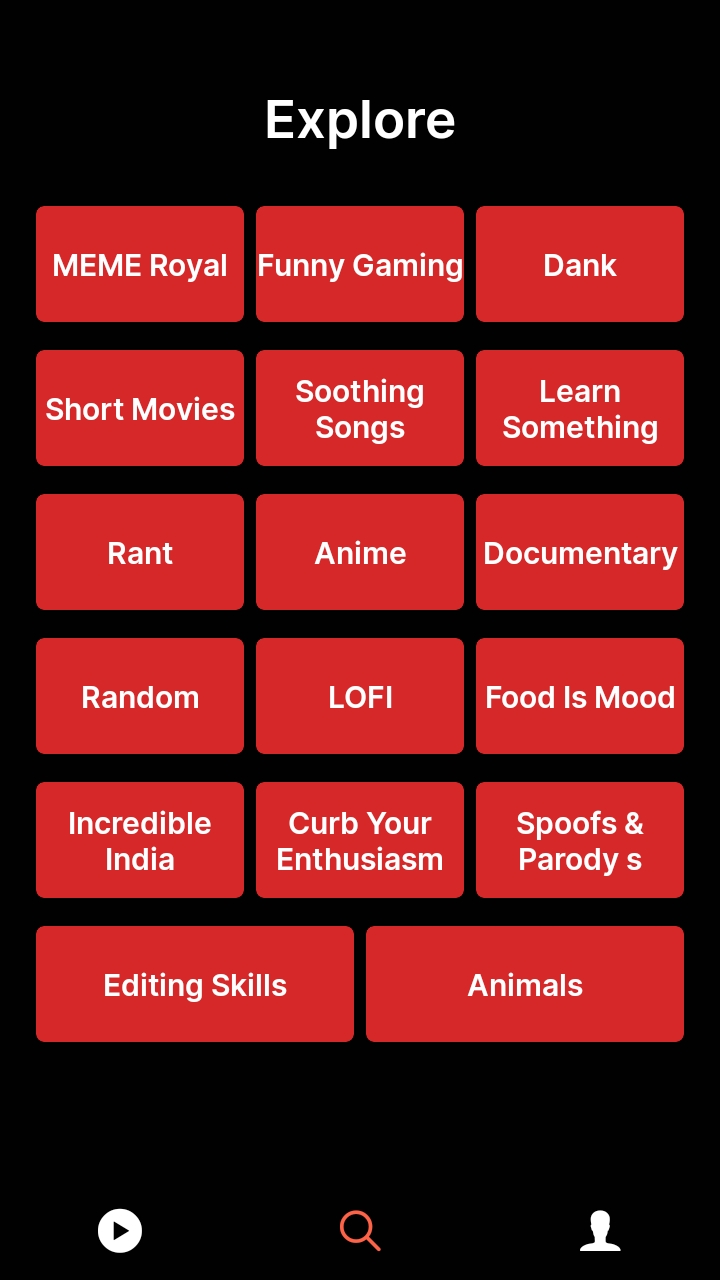 Explore
MEME Royal
Funny Gaming
Dank
Short Movies
Soothing
Songs
Learn
Something
Rant
Anime
Documentary
Random
LOFI
Food Is Mood
Incredible
India
Curb Your
Enthusiasm
Spoofs &
Parody s
Editing Skills
Animals